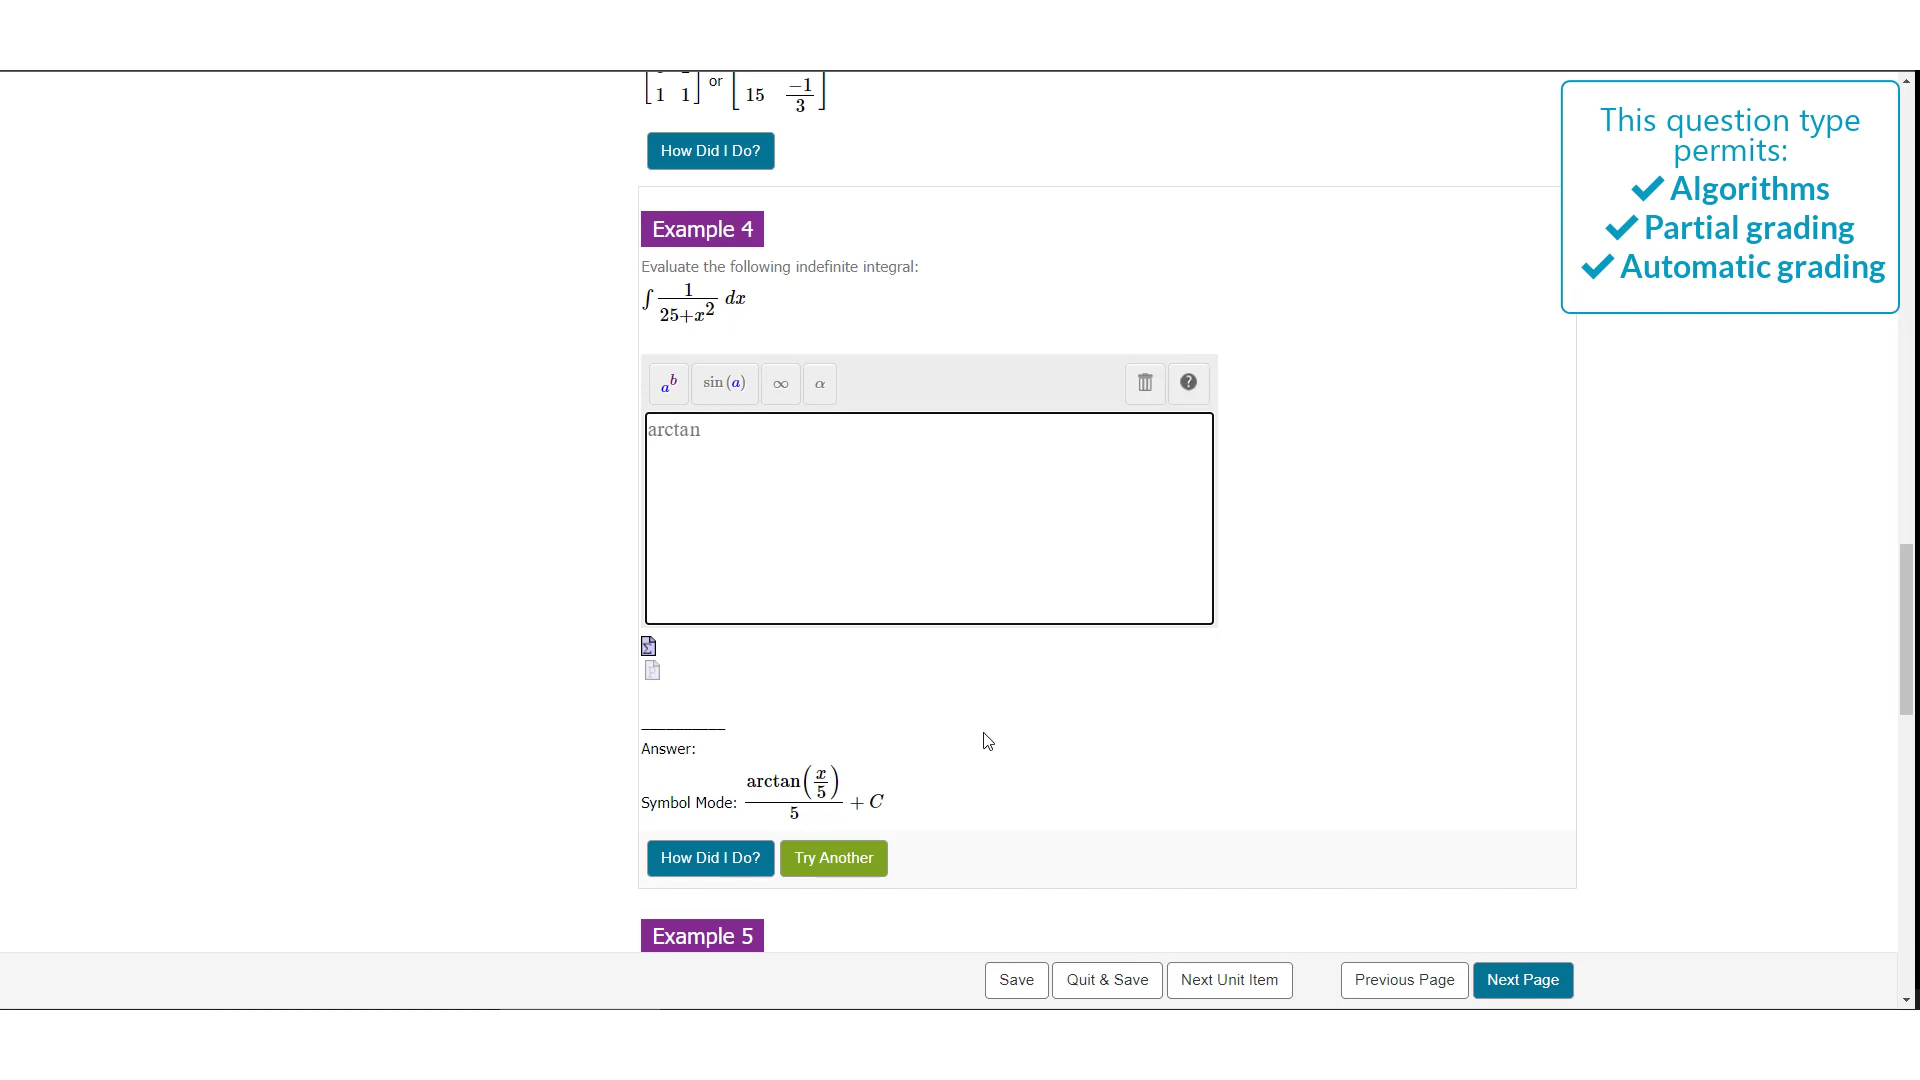 1 1 ] or [ 15 -1/3 ]
How Did I Do?
This question type
permits:
✓ Algorithms
✓ Partial grading
✓ Automatic grading
Example 4
Evaluate the following indefinite integral:
∫ 1/(25+x²) dx
a^b sin(a) ∞ α ?
arctan
Answer:
Symbol Mode: arctan(x/5)/5 + C
How Did I Do? Try Another
Example 5
Save Quit & Save Next Unit Item Previous Page Next Page